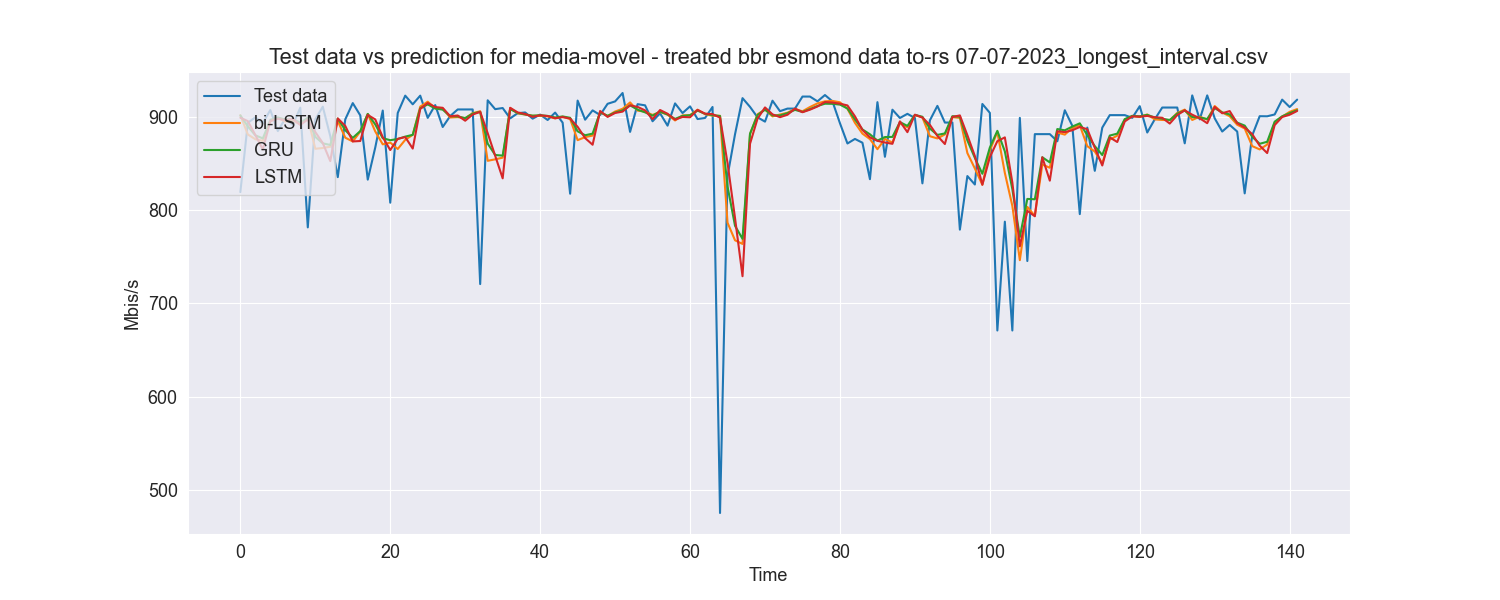 Test data vs prediction for media-movel - treated bbr esmond data to-rs 07-07-2023_longest_interval.csv
Test data
bi-LSTM
GRU
LSTM
900
800
700
600
500
Mbis/s
0 20 40 60 80 100 120 140
Time